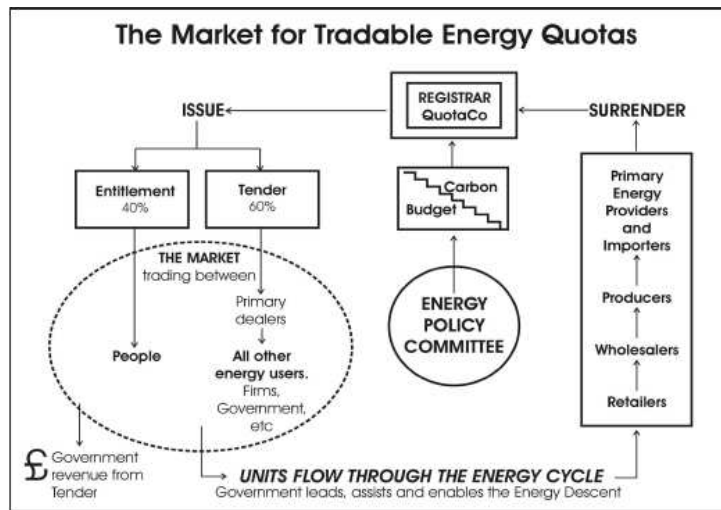 The Market for Tradable Energy Quotas
ISSUE
REGISTRAR
QuotaCo
SURRENDER
Entitlement
40%
Tender
60%
Carbon
Budget
Primary
Energy
Providers
and
Importers
THE MARKET
trading between
Primary
dealers
ENERGY
POLICY
COMMITTEE
Producers
People
All other
energy users.
Firms,
Government,
etc
Wholesalers
Retailers
£ Government
revenue from
Tender
UNITS FLOW THROUGH THE ENERGY CYCLE
Government leads, assists and enables the Energy Descent